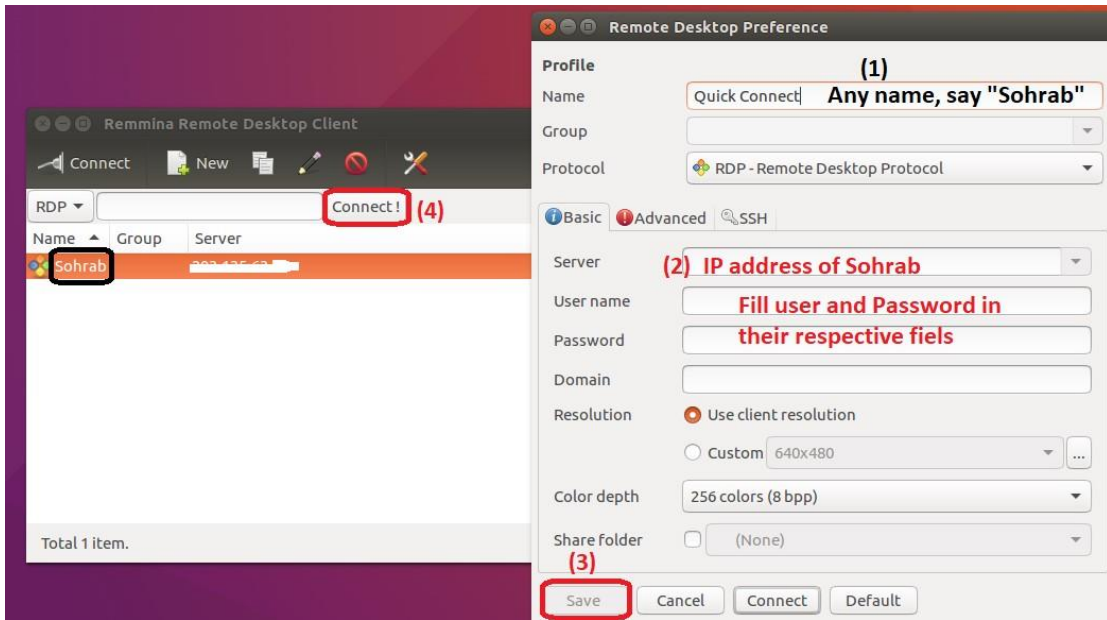 Remmina Remote Desktop Client
Connect New
RDP Connect ! (4)
Name Group Server
Sohrab
Total 1 item.
Remote Desktop Preference
Profile (1)
Name Quick Connect Any name, say "Sohrab"
Group
Protocol RDP - Remote Desktop Protocol
Basic Advanced SSH
Server (2) IP address of Sohrab
User name Fill user and Password in
Password their respective fiels
Domain
Resolution Use client resolution
Custom 640x480 ...
Color depth 256 colors (8 bpp)
Share folder (None)
(3)
Save Cancel Connect Default